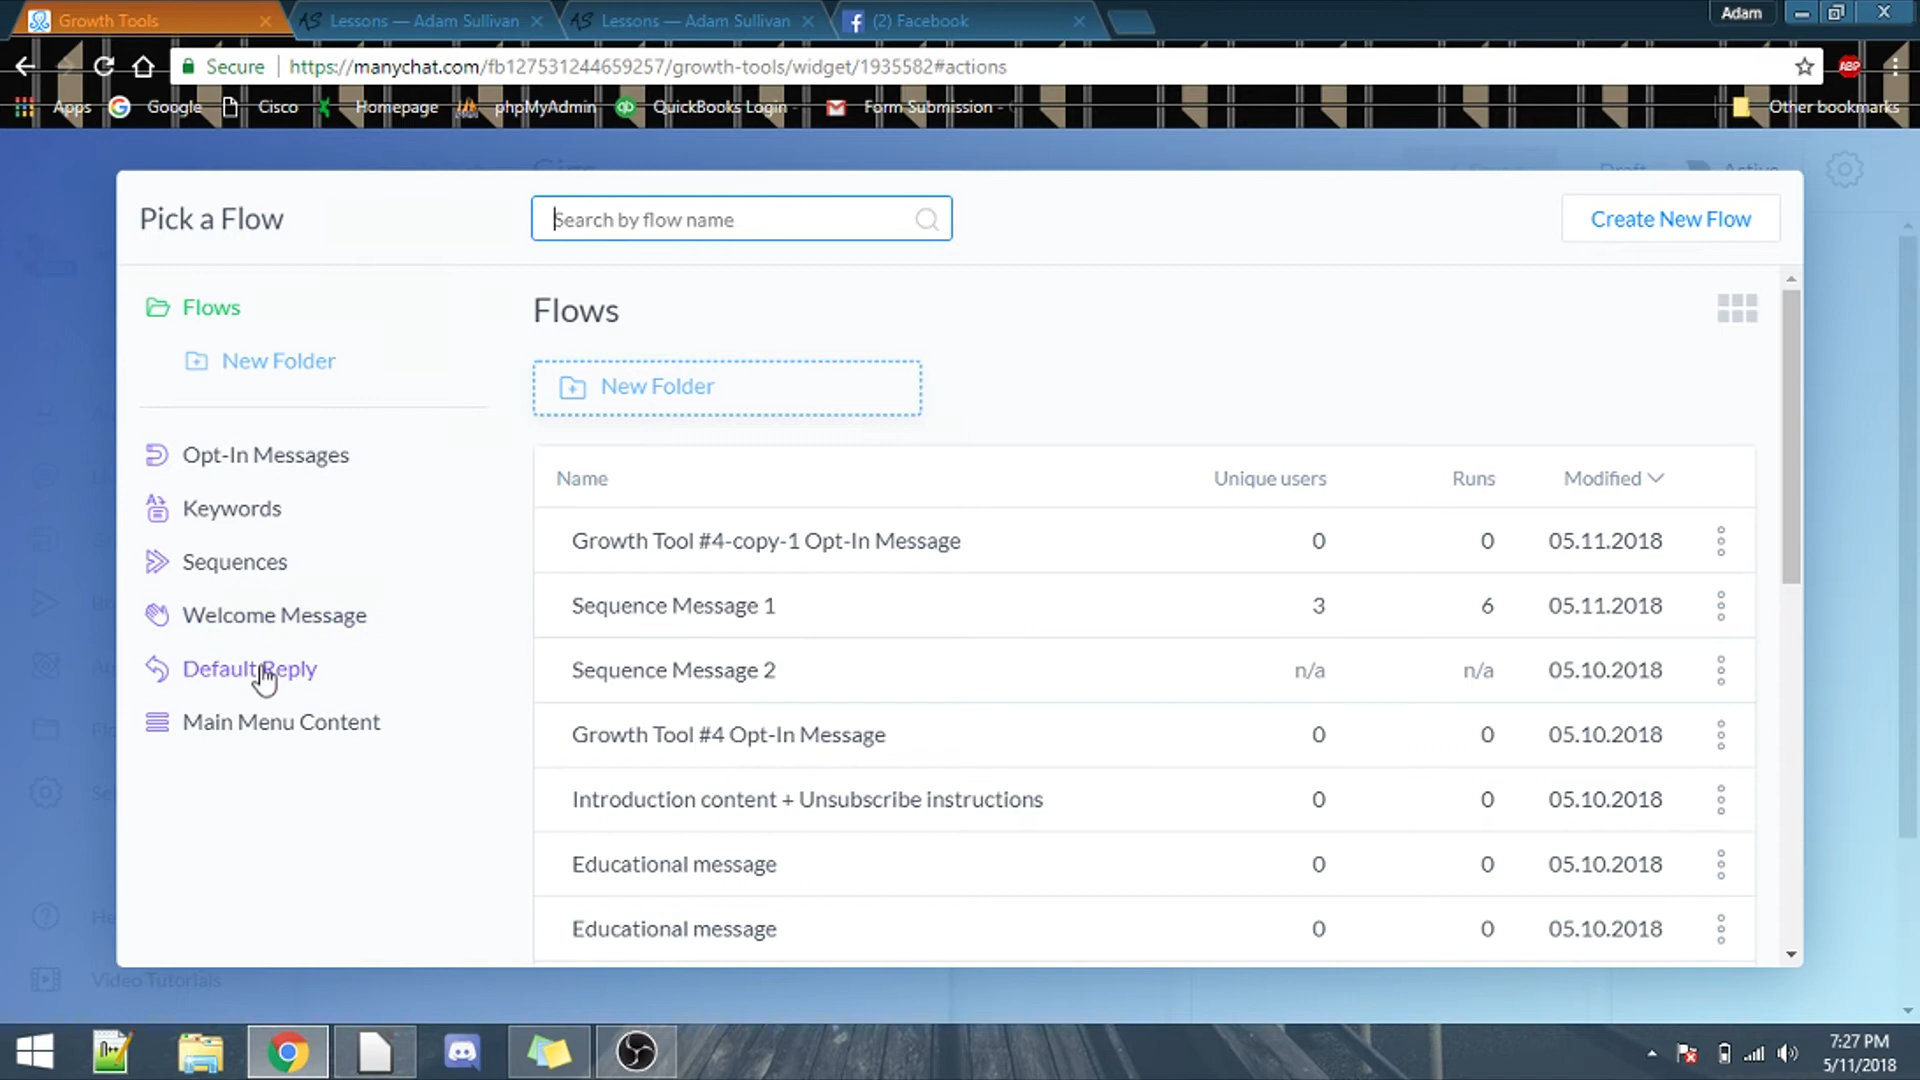 Growth Tools
AS Lessons — Adam Sullivan
AS Lessons — Adam Sullivan
(2) Facebook
Adam
Secure https://manychat.com/fb127531244659257/growth-tools/widget/1935582#actions
ABP
Apps
Google
Cisco
Homepage
phpMyAdmin
QuickBooks Login -
Form Submission -
Other bookmarks
Draft
Active
Pick a Flow
Search by flow name
Create New Flow
Flows
New Folder
Opt-In Messages
Keywords
Sequences
Welcome Message
Default Reply
Main Menu Content
Flows
New Folder
Name Unique users Runs Modified
Growth Tool #4-copy-1 Opt-In Message 0 0 05.11.2018
Sequence Message 1 3 6 05.11.2018
Sequence Message 2 n/a n/a 05.10.2018
Growth Tool #4 Opt-In Message 0 0 05.10.2018
Introduction content + Unsubscribe instructions 0 0 05.10.2018
Educational message 0 0 05.10.2018
Educational message 0 0 05.10.2018
Video Tutorials
7:27 PM
5/11/2018